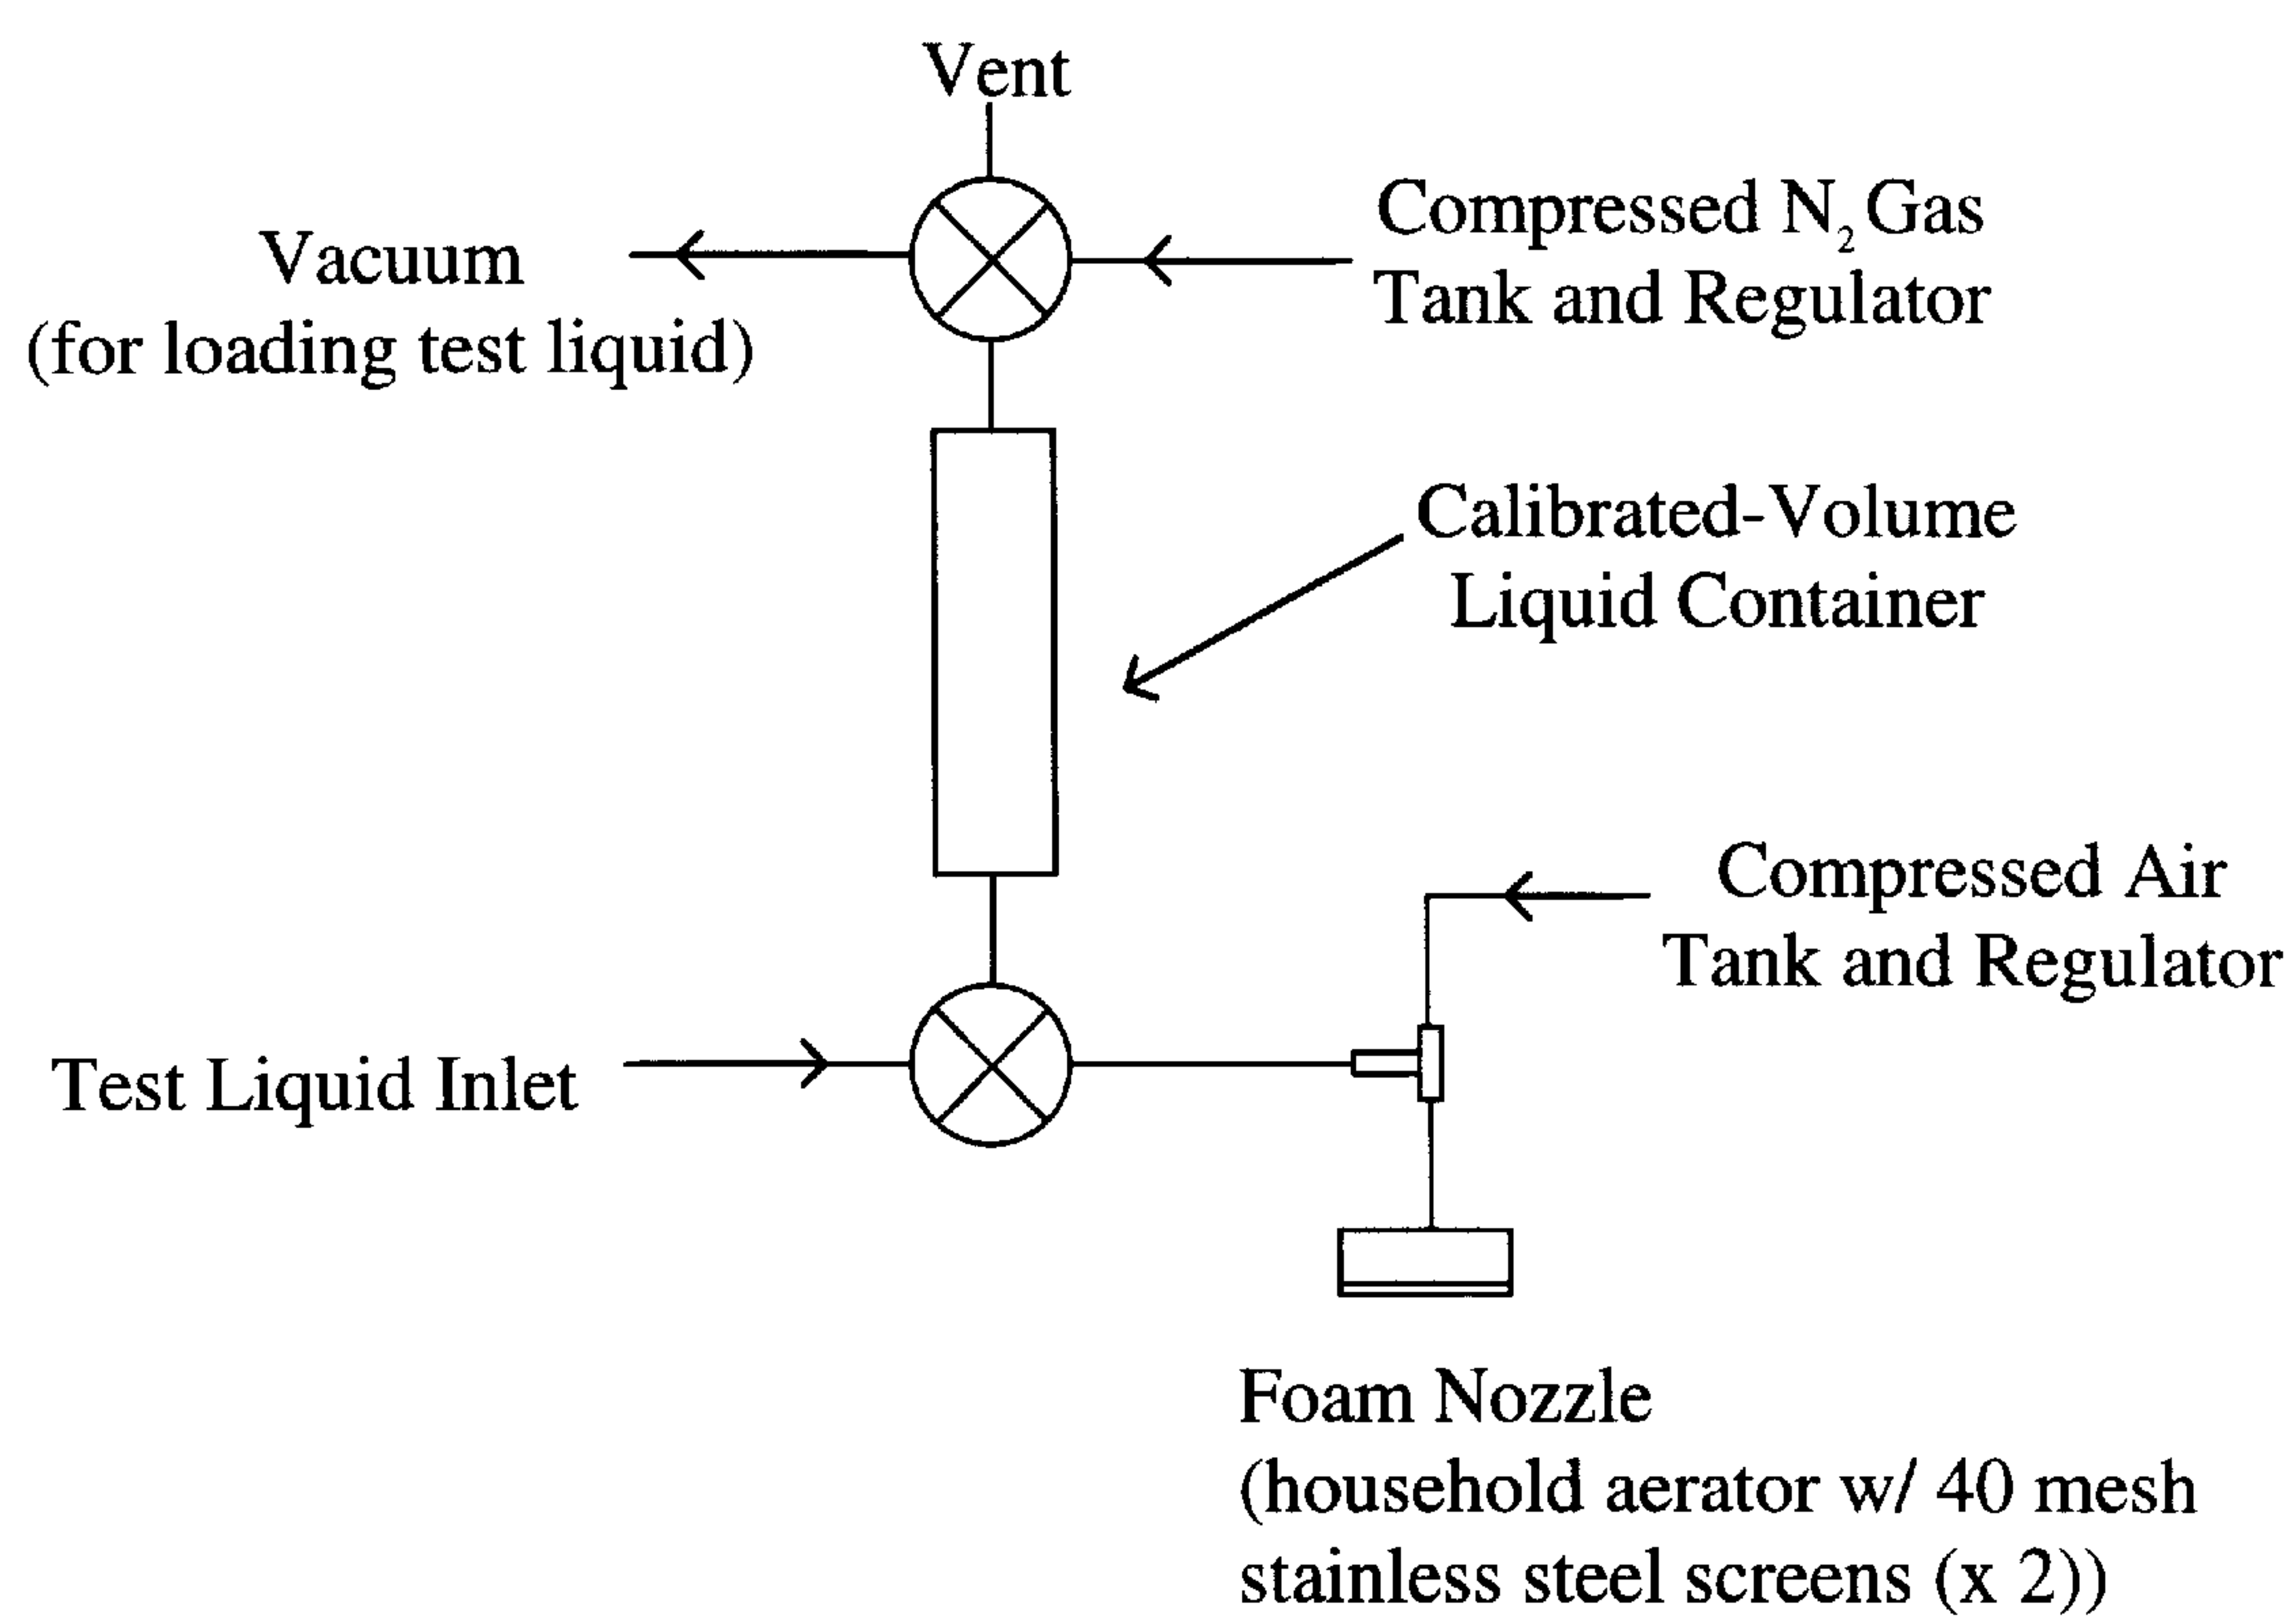 Vent
Compressed N₂ Gas
Tank and Regulator
Vacuum
(for loading test liquid)
Calibrated-Volume
Liquid Container
Compressed Air
Tank and Regulator
Test Liquid Inlet
Foam Nozzle
(household aerator w/ 40 mesh
stainless steel screens (x 2))